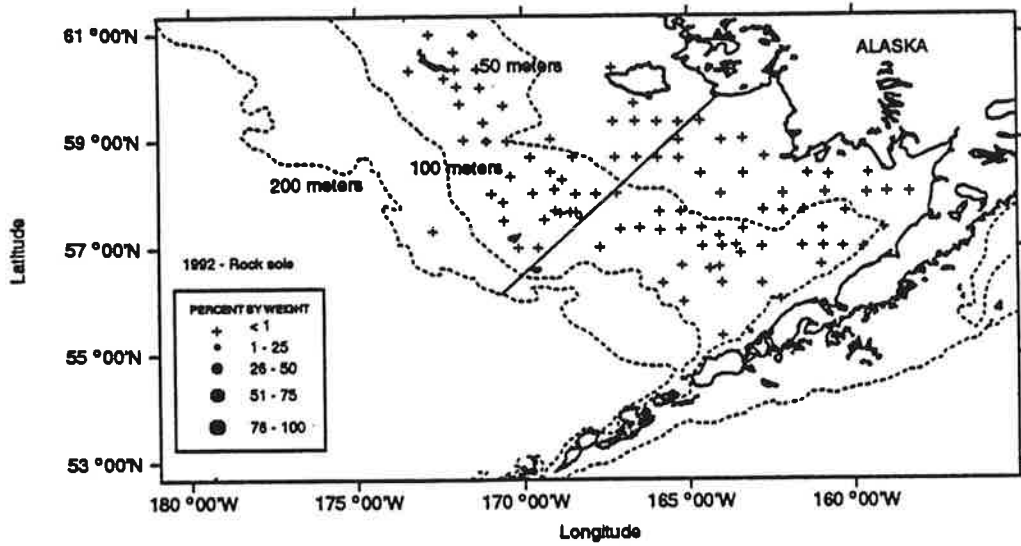 61 °00'N
59 °00'N
57 °00'N
55 °00'N
53 °00'N
Latitude
ALASKA
50 meters
100 meters
200 meters
1992 - Rock sole
PERCENT BY WEIGHT
+ < 1
1 - 25
26 - 50
51 - 75
76 - 100
4
180 °00'W
175 °00'W
170 °00'W
165 °00'W
160 °00'W
Longitude